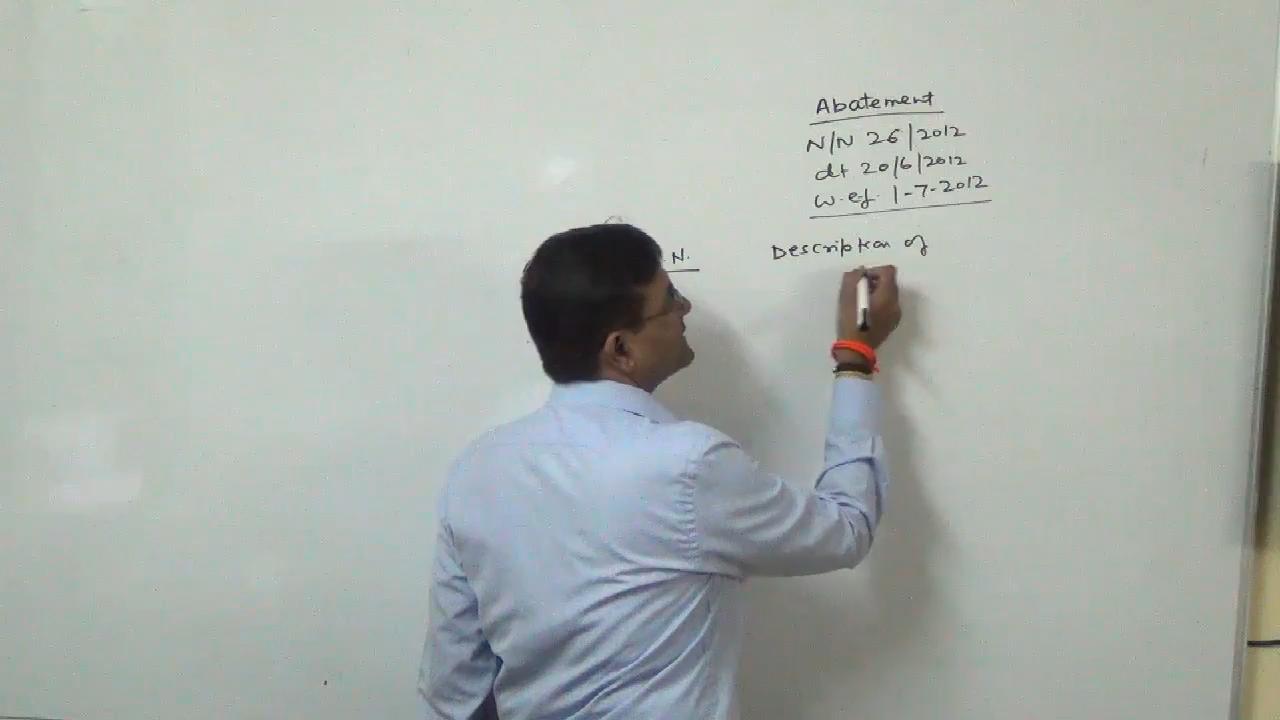 Abatement
N/N 26/2012
dt 20/6/2012
w.e.f. 1-7-2012
.N. Description of